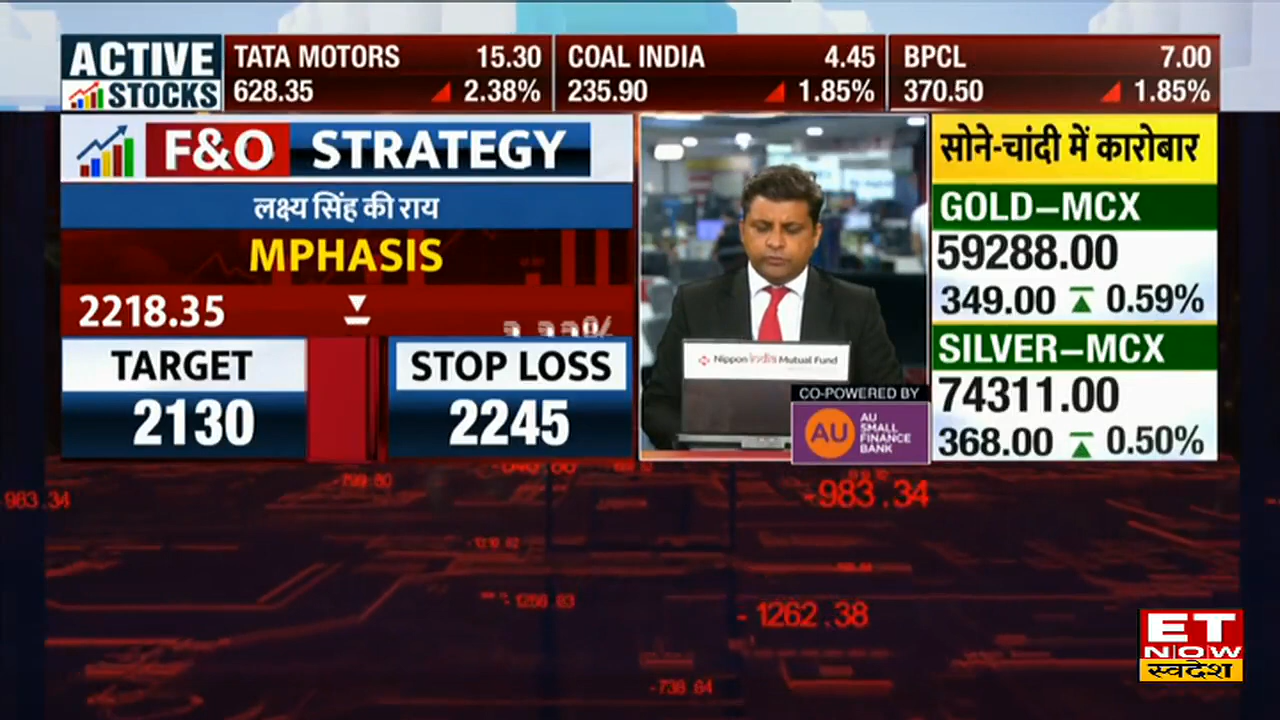 ACTIVE STOCKS
TATA MOTORS 15.30
628.35 2.38%
COAL INDIA 4.45
235.90 1.85%
BPCL 7.00
370.50 1.85%
F&O STRATEGY
लक्ष्य सिंह की राय
MPHASIS
2218.35
TARGET
2130
STOP LOSS
2245
Nippon india Mutual Fund
CO-POWERED BY
AU
AU
SMALL
FINANCE
BANK
सोने-चांदी में कारोबार
GOLD-MCX
59288.00
349.00 0.59%
SILVER-MCX
74311.00
368.00 0.50%
983.34
-983.34
-1262.38
ET
NOW
स्वदेश